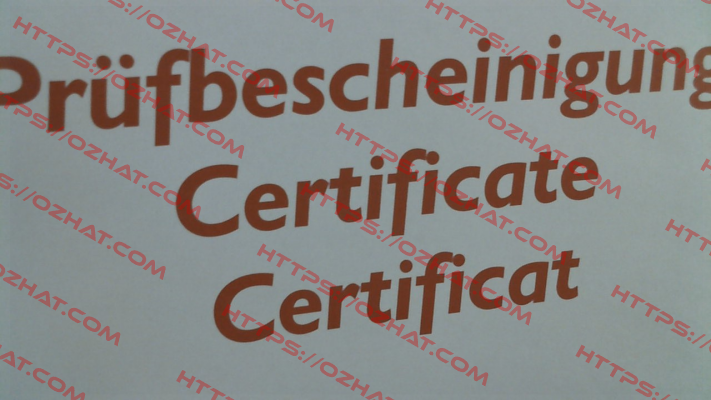 Prüfbescheinigung
Certificate
Certificat
HTTPS://OZHAT.COM